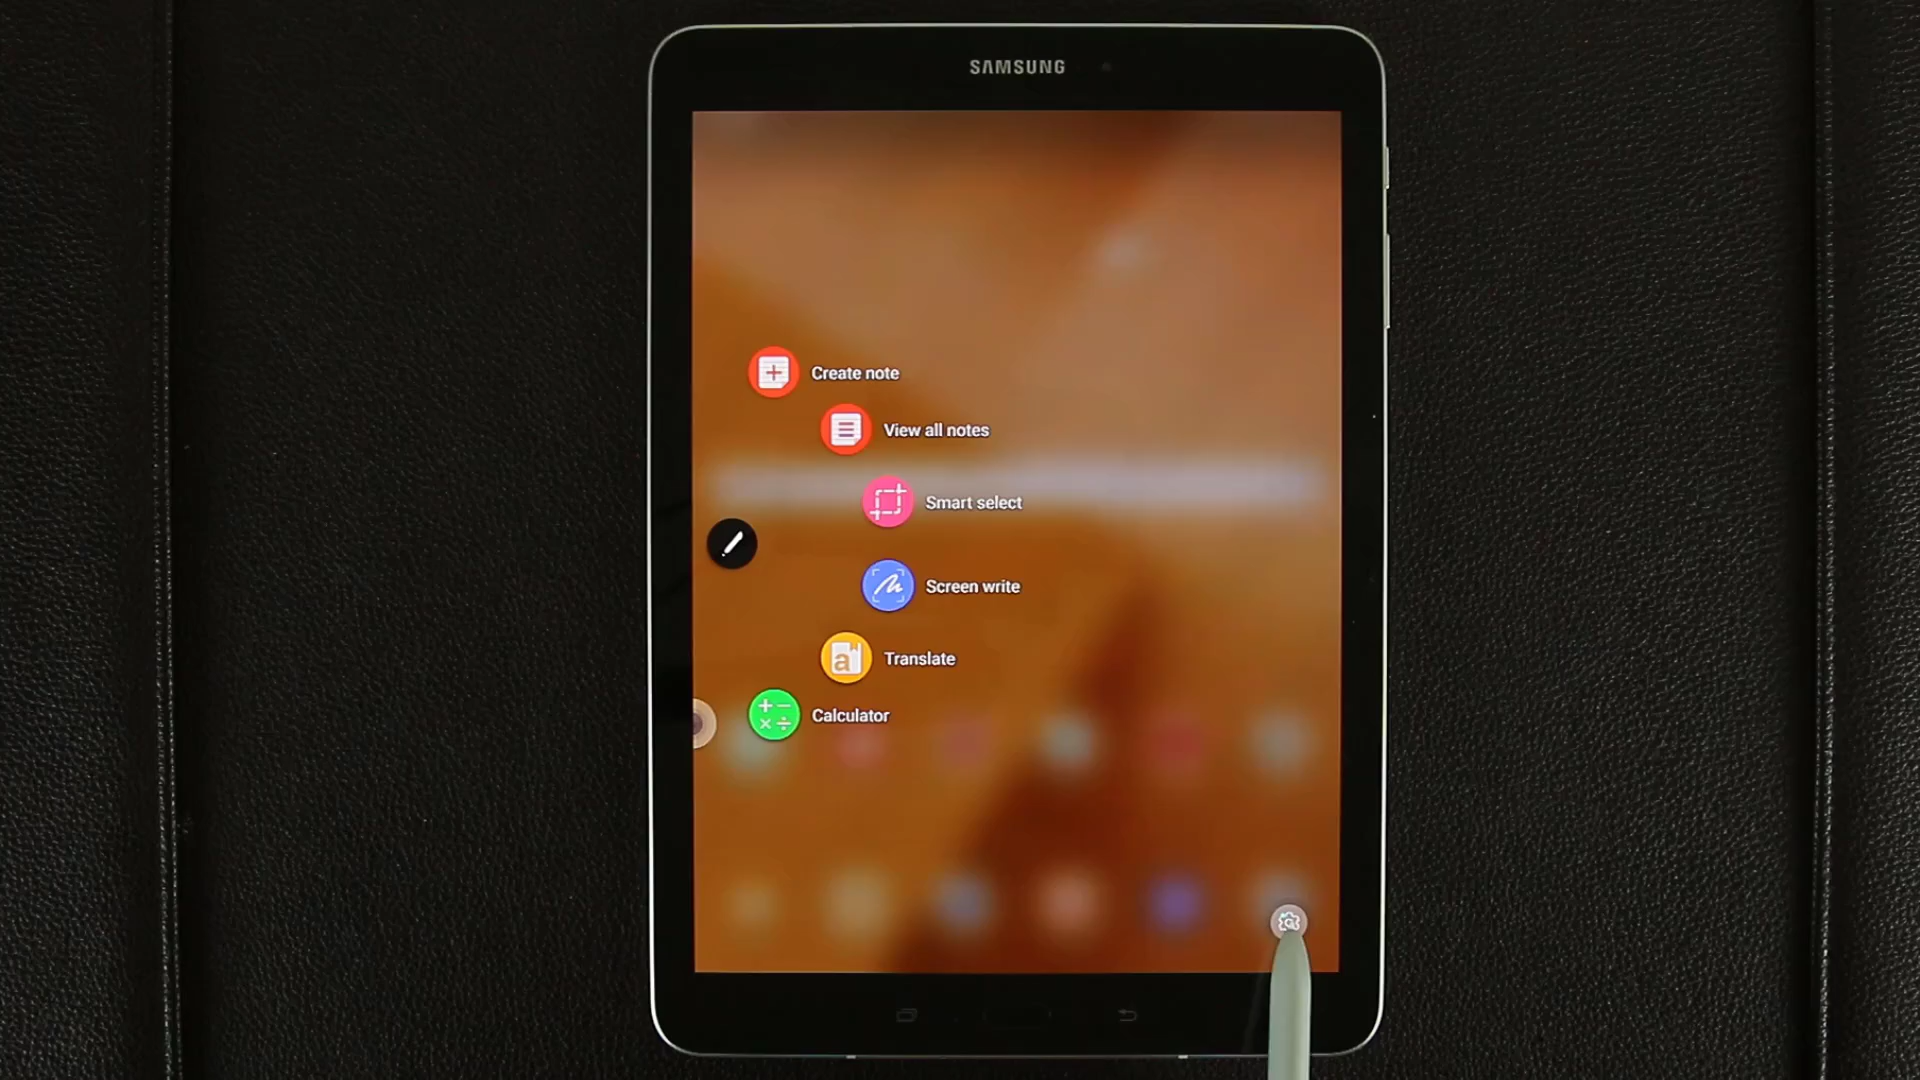 SAMSUNG
Create note
View all notes
Smart select
Screen write
Translate
Calculator